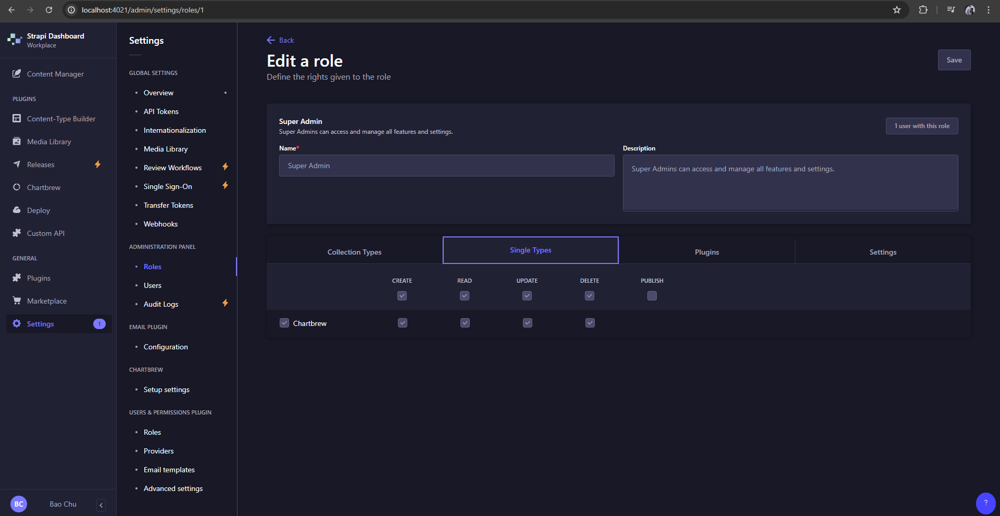 localhost:4021/admin/settings/roles/1
Strapi Dashboard
Workplace
Content Manager
PLUGINS
Content-Type Builder
Media Library
Releases
Chartbrew
Deploy
Custom API
GENERAL
Plugins
Marketplace
Settings 1
BC Bao Chu
Settings
GLOBAL SETTINGS
Overview
API Tokens
Internationalization
Media Library
Review Workflows
Single Sign-On
Transfer Tokens
Webhooks
ADMINISTRATION PANEL
Roles
Users
Audit Logs
EMAIL PLUGIN
Configuration
CHARTBREW
Setup settings
USERS & PERMISSIONS PLUGIN
Roles
Providers
Email templates
Advanced settings
Back
Edit a role
Save
Define the rights given to the role
Super Admin
Super Admins can access and manage all features and settings.
1 user with this role
Name*
Super Admin
Description
Super Admins can access and manage all features and settings.
Collection Types Single Types Plugins Settings
CREATE READ UPDATE DELETE PUBLISH
Chartbrew
?